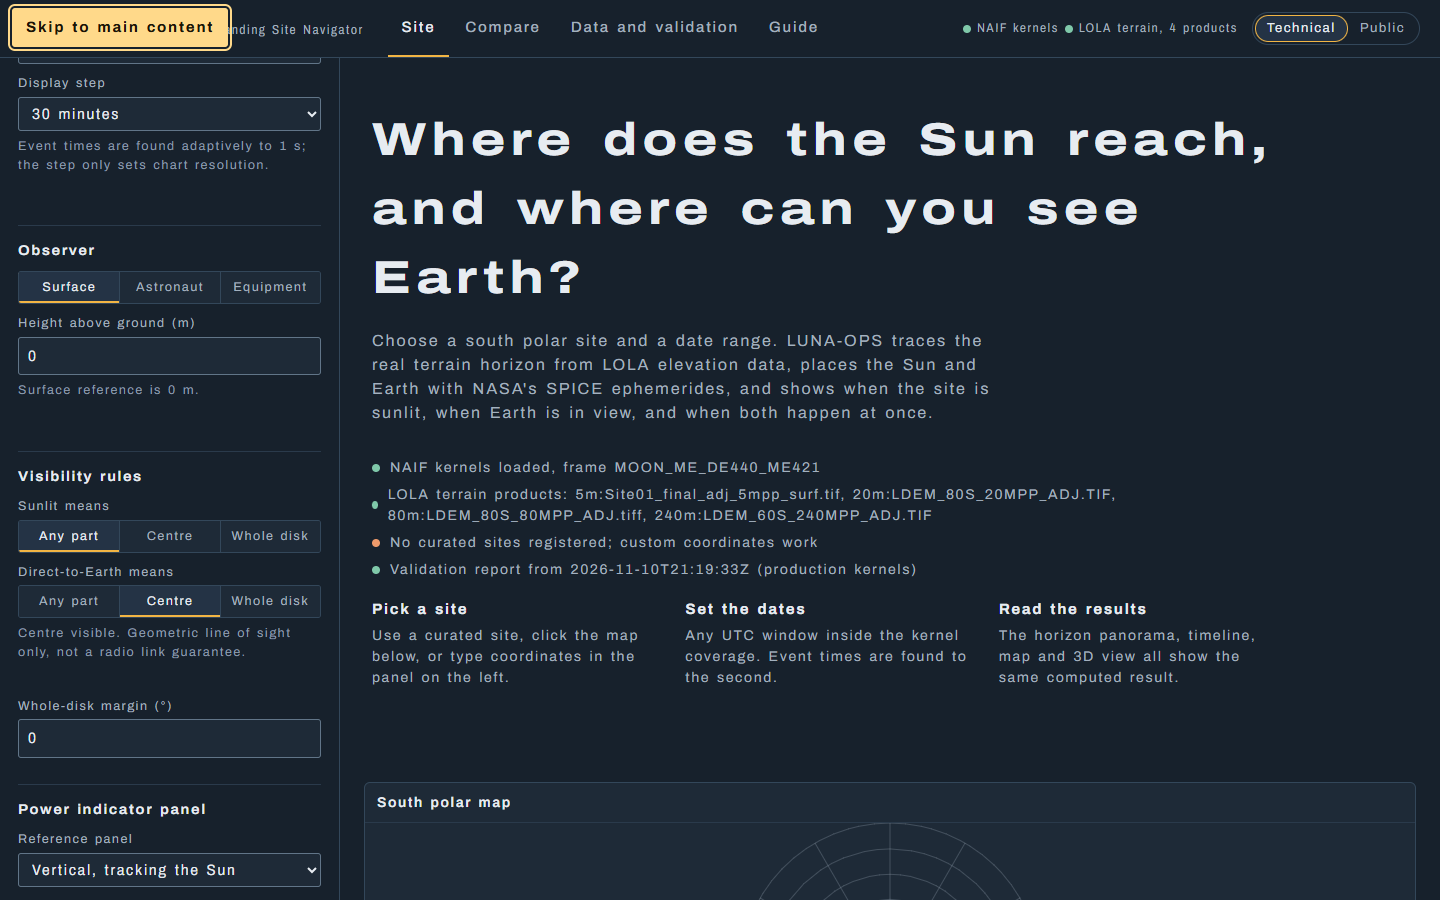 Skip to main content
nding Site Navigator
Site
Compare
Data and validation
Guide
NAIF kernels
LOLA terrain, 4 products
Technical
Public
Display step
30 minutes
Event times are found adaptively to 1 s;
the step only sets chart resolution.
Observer
Surface
Astronaut
Equipment
Height above ground (m)
0
Surface reference is 0 m.
Visibility rules
Sunlit means
Any part
Centre
Whole disk
Direct-to-Earth means
Any part
Centre
Whole disk
Centre visible. Geometric line of sight
only, not a radio link guarantee.
Whole-disk margin (°)
0
Power indicator panel
Reference panel
Vertical, tracking the Sun
Where does the Sun reach,
and where can you see
Earth?
Choose a south polar site and a date range. LUNA-OPS traces the
real terrain horizon from LOLA elevation data, places the Sun and
Earth with NASA's SPICE ephemerides, and shows when the site is
sunlit, when Earth is in view, and when both happen at once.
NAIF kernels loaded, frame MOON_ME_DE440_ME421
LOLA terrain products: 5m:Site01_final_adj_5mpp_surf.tif, 20m:LDEM_80S_20MPP_ADJ.TIF,
80m:LDEM_80S_80MPP_ADJ.tiff, 240m:LDEM_60S_240MPP_ADJ.TIF
No curated sites registered; custom coordinates work
Validation report from 2026-11-10T21:19:33Z (production kernels)
Pick a site
Use a curated site, click the map
below, or type coordinates in the
panel on the left.
Set the dates
Any UTC window inside the kernel
coverage. Event times are found to
the second.
Read the results
The horizon panorama, timeline,
map and 3D view all show the
same computed result.
South polar map